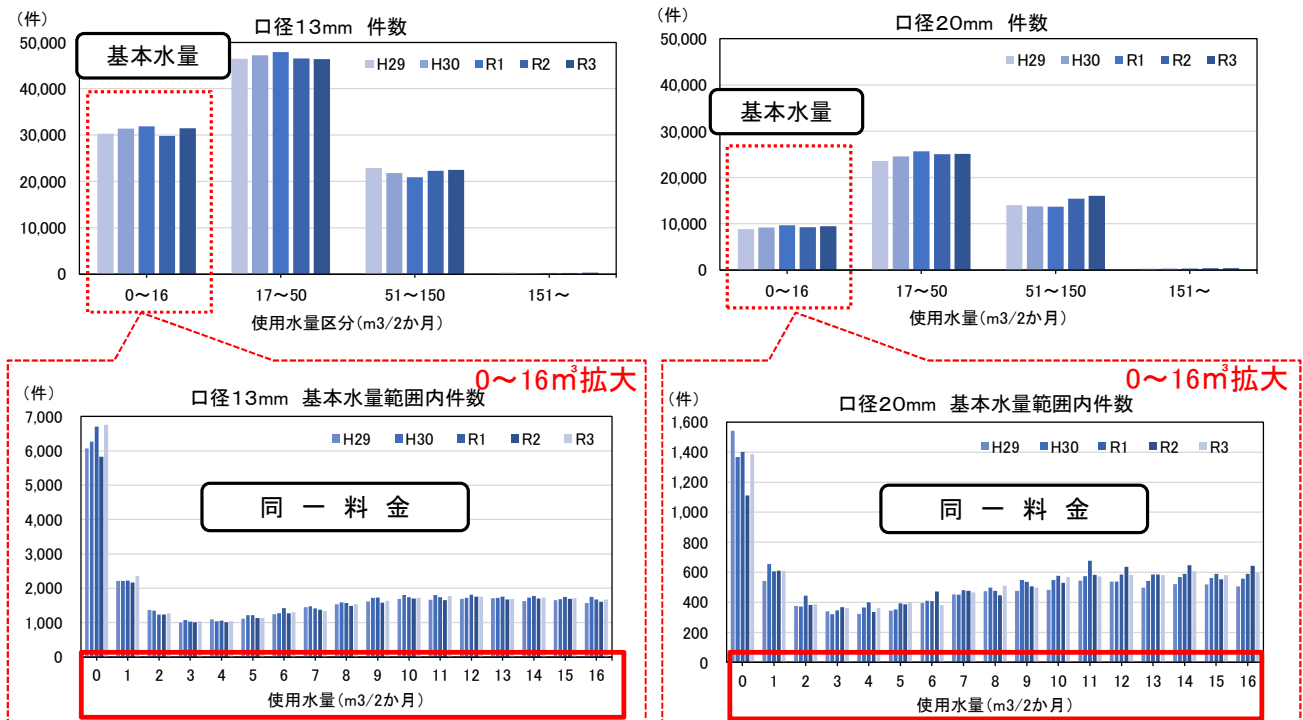 (件)
口径13mm 件数
50,000
40,000
30,000
20,000
10,000
0
基本水量
H29 H30 R1 R2 R3
0～16 17～50 51～150 151～
使用水量区分(m3/2か月)
(件)
口径20mm 件数
50,000
40,000
30,000
20,000
10,000
0
基本水量
H29 H30 R1 R2 R3
0～16 17～50 51～150 151～
使用水量(m3/2か月)
0～16㎥拡大
(件)
口径13mm 基本水量範囲内件数
7,000
6,000
5,000
4,000
3,000
2,000
1,000
0
H29 H30 R1 R2 R3
同一料金
0 1 2 3 4 5 6 7 8 9 10 11 12 13 14 15 16
使用水量(m3/2か月)
0～16㎥拡大
(件)
口径20mm 基本水量範囲内件数
1,600
1,400
1,200
1,000
800
600
400
200
0
H29 H30 R1 R2 R3
同一料金
0 1 2 3 4 5 6 7 8 9 10 11 12 13 14 15 16
使用水量(m3/2か月)